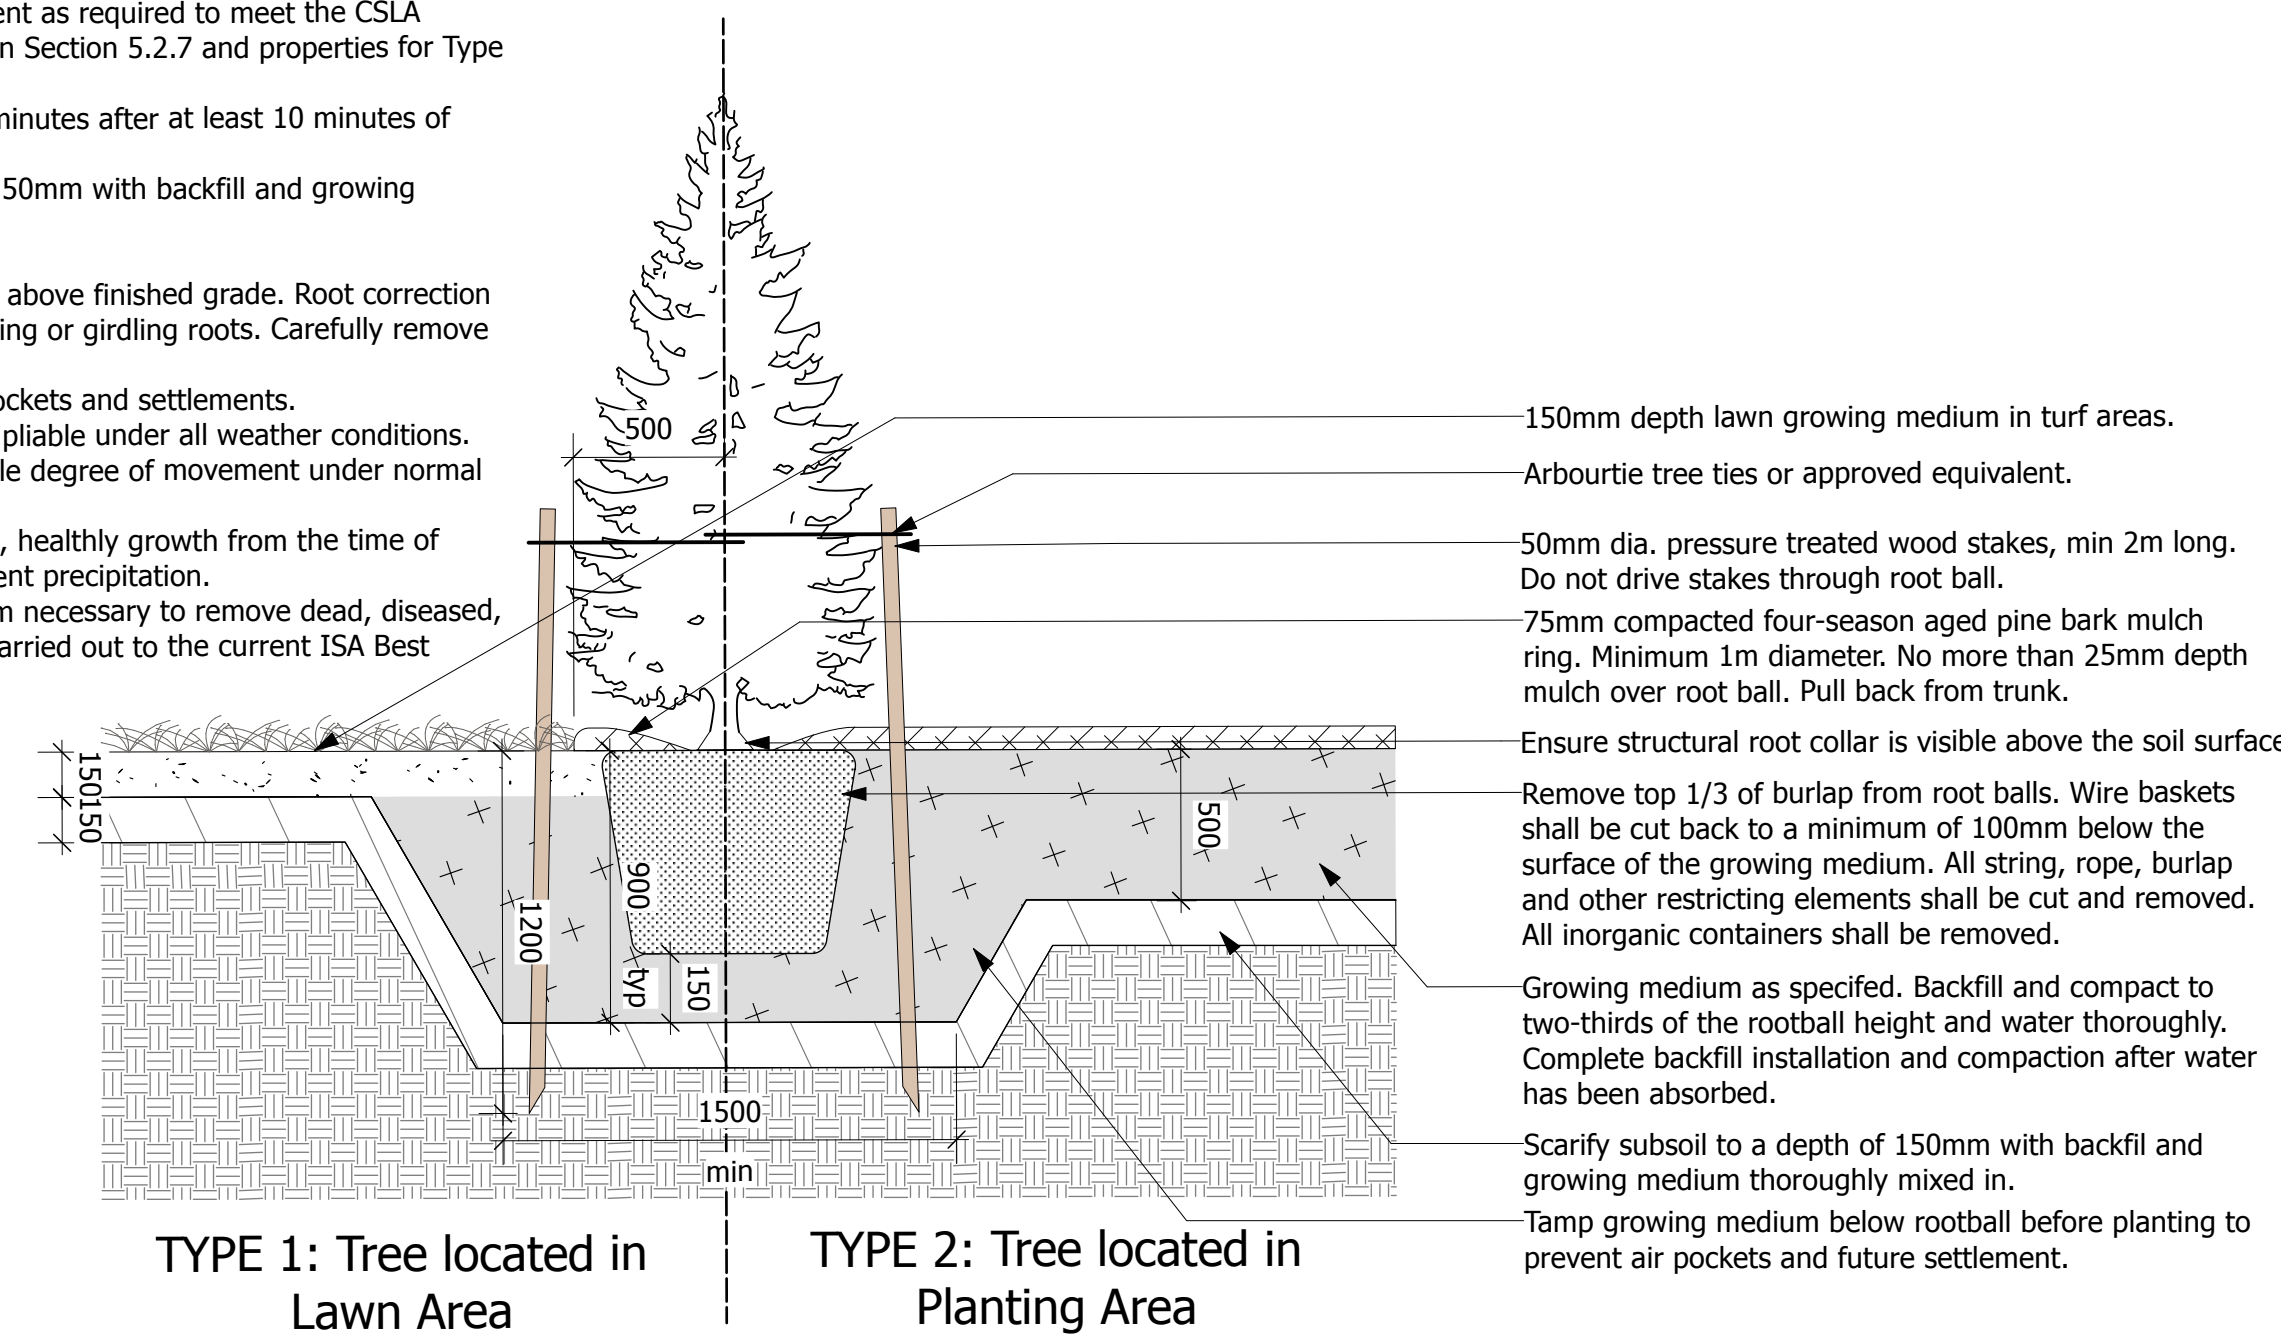 ent as required to meet the CSLA
n Section 5.2.7 and properties for Type
minutes after at least 10 minutes of
50mm with backfill and growing
above finished grade. Root correction
ing or girdling roots. Carefully remove
ockets and settlements.
pliable under all weather conditions.
le degree of movement under normal
, healthly growth from the time of
ent precipitation.
m necessary to remove dead, diseased,
arried out to the current ISA Best
500
150mm depth lawn growing medium in turf areas.
Arbourtie tree ties or approved equivalent.
50mm dia. pressure treated wood stakes, min 2m long.
Do not drive stakes through root ball.
75mm compacted four-season aged pine bark mulch
ring. Minimum 1m diameter. No more than 25mm depth
mulch over root ball. Pull back from trunk.
Ensure structural root collar is visible above the soil surface
Remove top 1/3 of burlap from root balls. Wire baskets
shall be cut back to a minimum of 100mm below the
surface of the growing medium. All string, rope, burlap
and other restricting elements shall be cut and removed.
All inorganic containers shall be removed.
Growing medium as specifed. Backfill and compact to
two-thirds of the rootball height and water thoroughly.
Complete backfill installation and compaction after water
has been absorbed.
Scarify subsoil to a depth of 150mm with backfil and
growing medium thoroughly mixed in.
Tamp growing medium below rootball before planting to
prevent air pockets and future settlement.
150
150
1200
900
typ
150
500
1500
min
TYPE 1: Tree located in
Lawn Area
TYPE 2: Tree located in
Planting Area